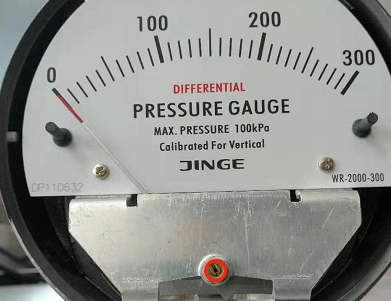 0 100 200 300
DIFFERENTIAL
PRESSURE GAUGE
MAX. PRESSURE 100kPa
Calibrated For Vertical
JINGE
DP110632
WR-2000-300